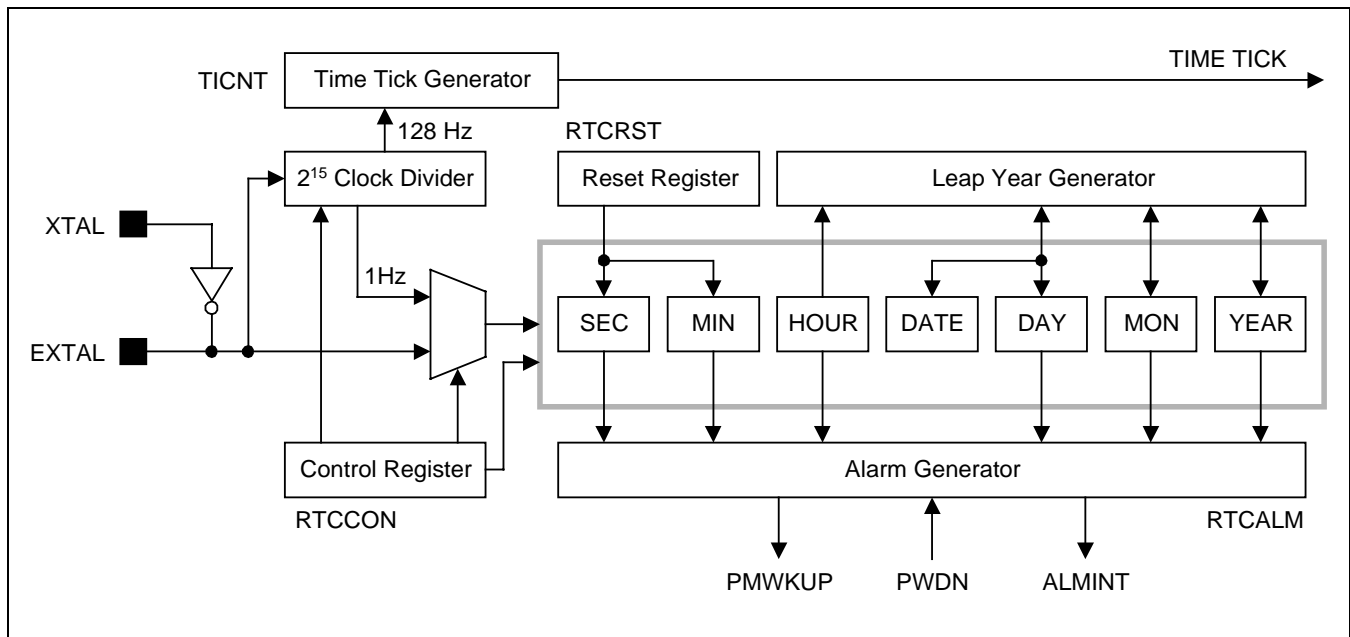 TIME TICK
TICNT
Time Tick Generator
128 Hz
RTCRST
2¹⁵ Clock Divider
Reset Register
Leap Year Generator
XTAL
1Hz
SEC
MIN
HOUR
DATE
DAY
MON
YEAR
EXTAL
Control Register
Alarm Generator
RTCCON
RTCALM
PMWKUP
PWDN
ALMINT